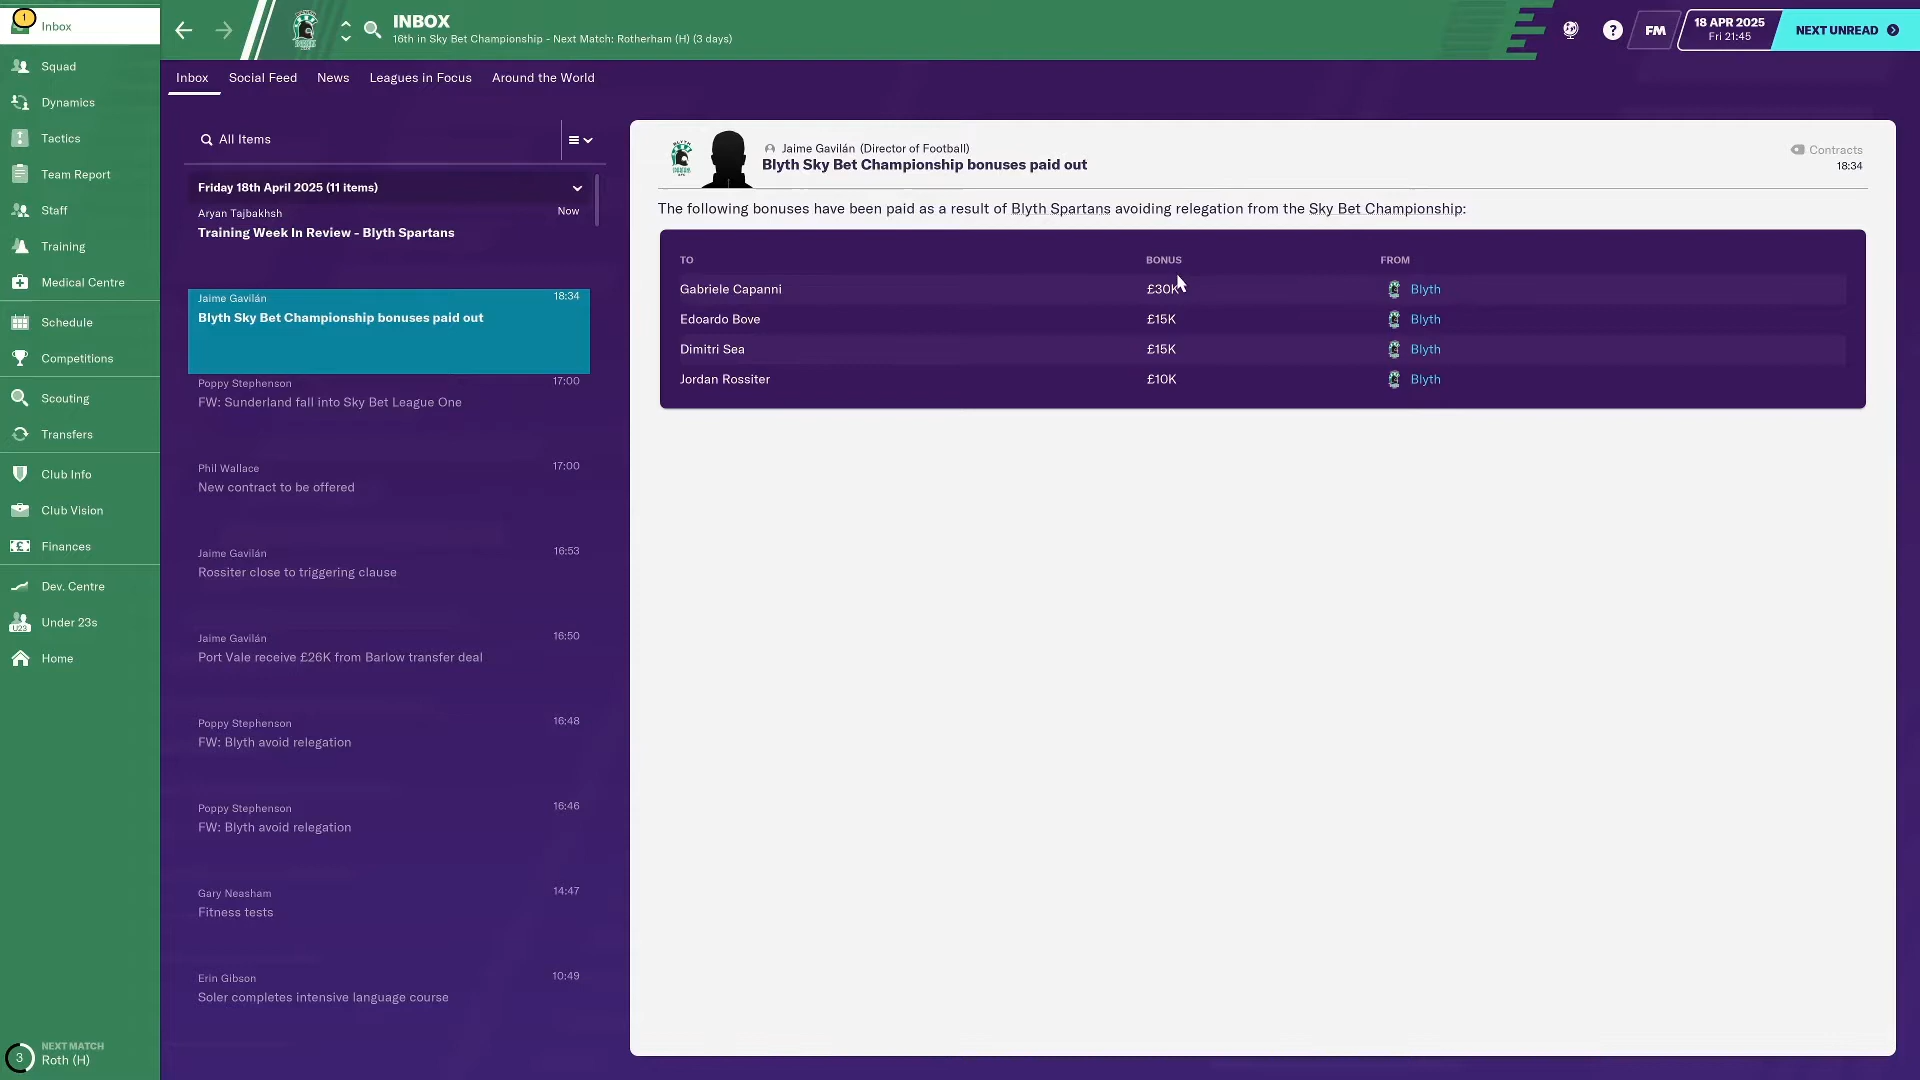 1
Inbox
Squad
Dynamics
Tactics
Team Report
Staff
Training
Medical Centre
Schedule
Competitions
Scouting
Transfers
Club Info
Club Vision
Finances
Dev. Centre
U23
Under 23s
Home
3
NEXT MATCH
Roth (H)
INBOX
16th in Sky Bet Championship - Next Match: Rotherham (H) (3 days)
?
FM
18 APR 2025
Fri 21:45
NEXT UNREAD
Inbox Social Feed News Leagues in Focus Around the World
All Items
Friday 18th April 2025 (11 items)
Aryan Tajbakhsh Now
Training Week In Review - Blyth Spartans
Jaime Gavilán 18:34
Blyth Sky Bet Championship bonuses paid out
Poppy Stephenson 17:00
FW: Sunderland fall into Sky Bet League One
Phil Wallace 17:00
New contract to be offered
Jaime Gavilán 16:53
Rossiter close to triggering clause
Jaime Gavilán 16:50
Port Vale receive £26K from Barlow transfer deal
Poppy Stephenson 16:48
FW: Blyth avoid relegation
Poppy Stephenson 16:46
FW: Blyth avoid relegation
Gary Neasham 14:47
Fitness tests
Erin Gibson 10:49
Soler completes intensive language course
Jaime Gavilán (Director of Football)
Blyth Sky Bet Championship bonuses paid out
Contracts
18:34
The following bonuses have been paid as a result of Blyth Spartans avoiding relegation from the Sky Bet Championship:
TO BONUS FROM
Gabriele Capanni £30K Blyth
Edoardo Bove £15K Blyth
Dimitri Sea £15K Blyth
Jordan Rossiter £10K Blyth